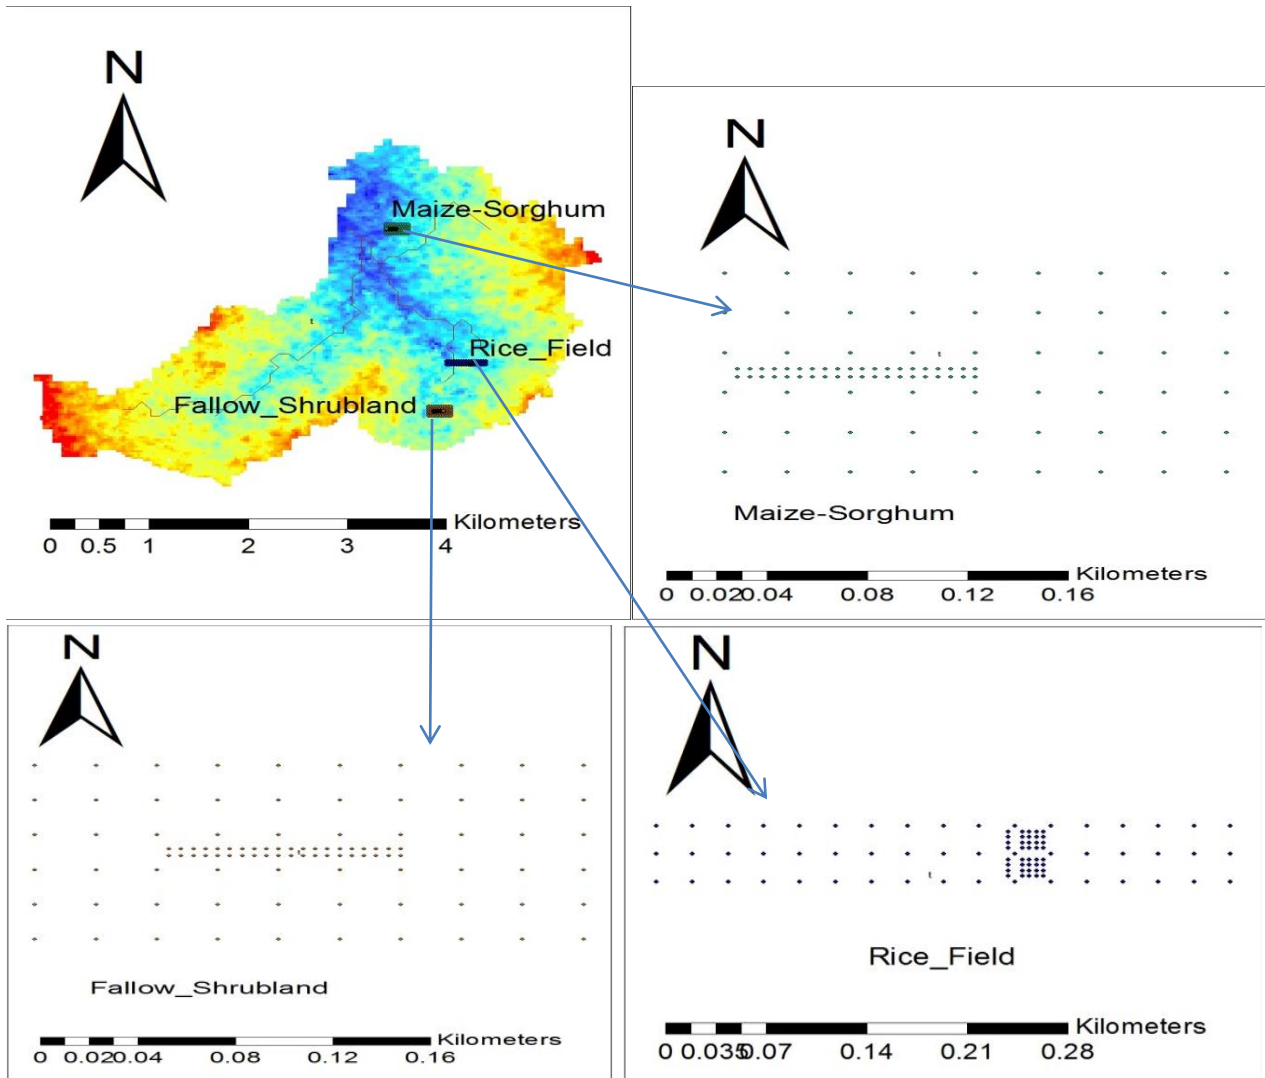 N
Maize-Sorghum
t
Rice_Field
Fallow_Shrubland
Kilometers
0 0.5 1 2 3 4
N
t
Maize-Sorghum
Kilometers
0 0.020.04 0.08 0.12 0.16
N
t
Fallow_Shrubland
Kilometers
0 0.020.04 0.08 0.12 0.16
N
t
Rice_Field
Kilometers
0 0.0350.07 0.14 0.21 0.28